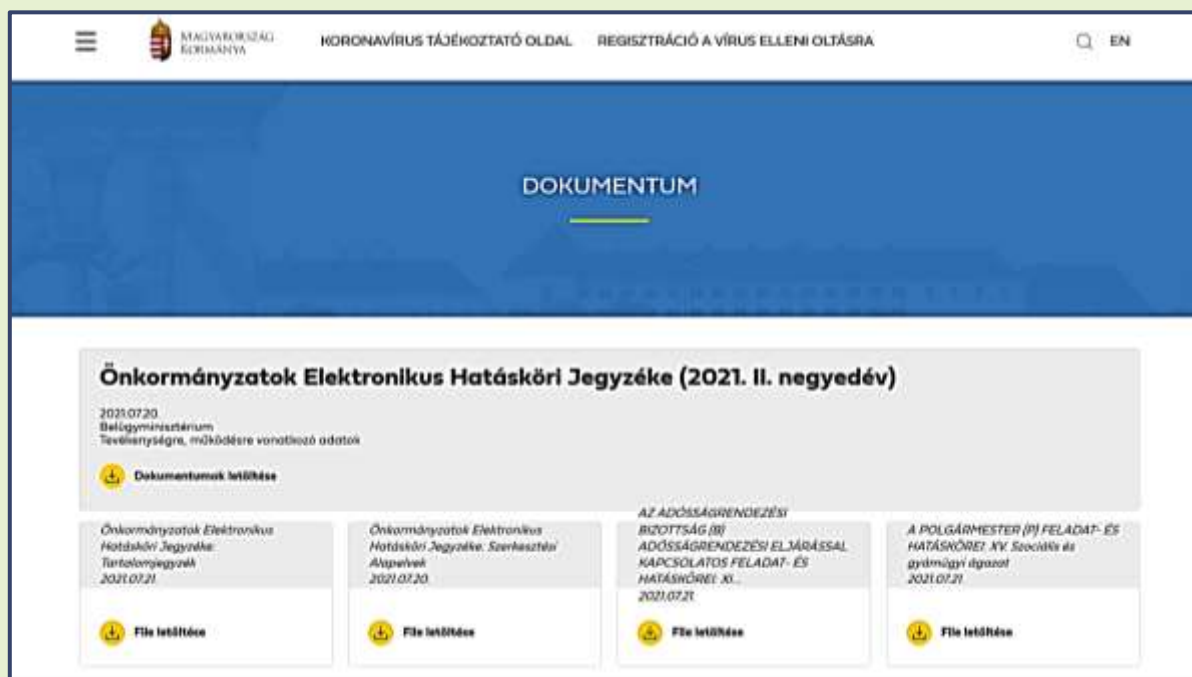 MAGYARORSZÁG
KORMÁNYA
KORONAVÍRUS TÁJÉKOZTATÓ OLDAL
REGISZTRÁCIÓ A VÍRUS ELLENI OLTÁSRA
EN
DOKUMENTUM
Önkormányzatok Elektronikus Hatásköri Jegyzéke (2021. II. negyedév)
2021.07.20.
Belügyminisztérium
Tevékenységre, működésre vonatkozó adatok
Dokumentumok letöltése
Önkormányzatok Elektronikus
Hatásköri Jegyzéke:
Tartalomjegyzék
2021.07.21.
File letöltése
Önkormányzatok Elektronikus
Hatásköri Jegyzéke: Szerkesztési
Alapelvek
2021.07.20.
File letöltése
AZ ADÓSSÁGRENDEZÉSI
BIZOTTSÁG (B)
ADÓSSÁGRENDEZÉSI ELJÁRÁSSAL
KAPCSOLATOS FELADAT- ÉS
HATÁSKÖREI: XI...
2021.07.21.
File letöltése
A POLGÁRMESTER (P) FELADAT- ÉS
HATÁSKÖREI: XV. Szociális és
gyámügyi ágazat
2021.07.21.
File letöltése